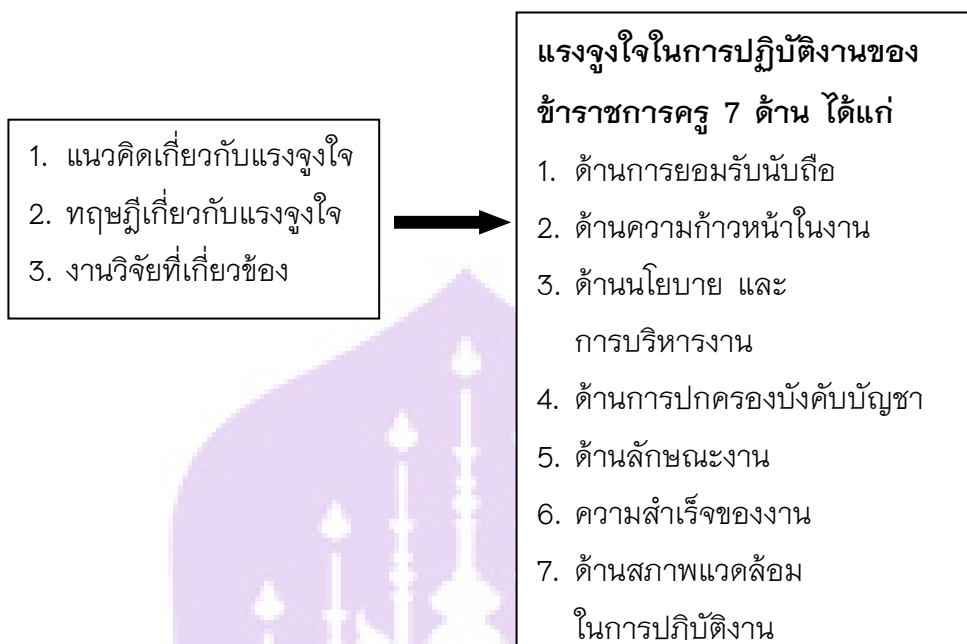 1. แนวคิดเกี่ยวกับแรงจูงใจ
2. ทฤษฎีเกี่ยวกับแรงจูงใจ
3. งานวิจัยที่เกี่ยวข้อง
แรงจูงใจในการปฏิบัติงานของ
ข้าราชการครู 7 ด้าน ได้แก่
1. ด้านการยอมรับนับถือ
2. ด้านความก้าวหน้าในงาน
3. ด้านนโยบาย และ
การบริหารงาน
4. ด้านการปกครองบังคับบัญชา
5. ด้านลักษณะงาน
6. ความสำเร็จของงาน
7. ด้านสภาพแวดล้อม
ในการปฏิบัติงาน